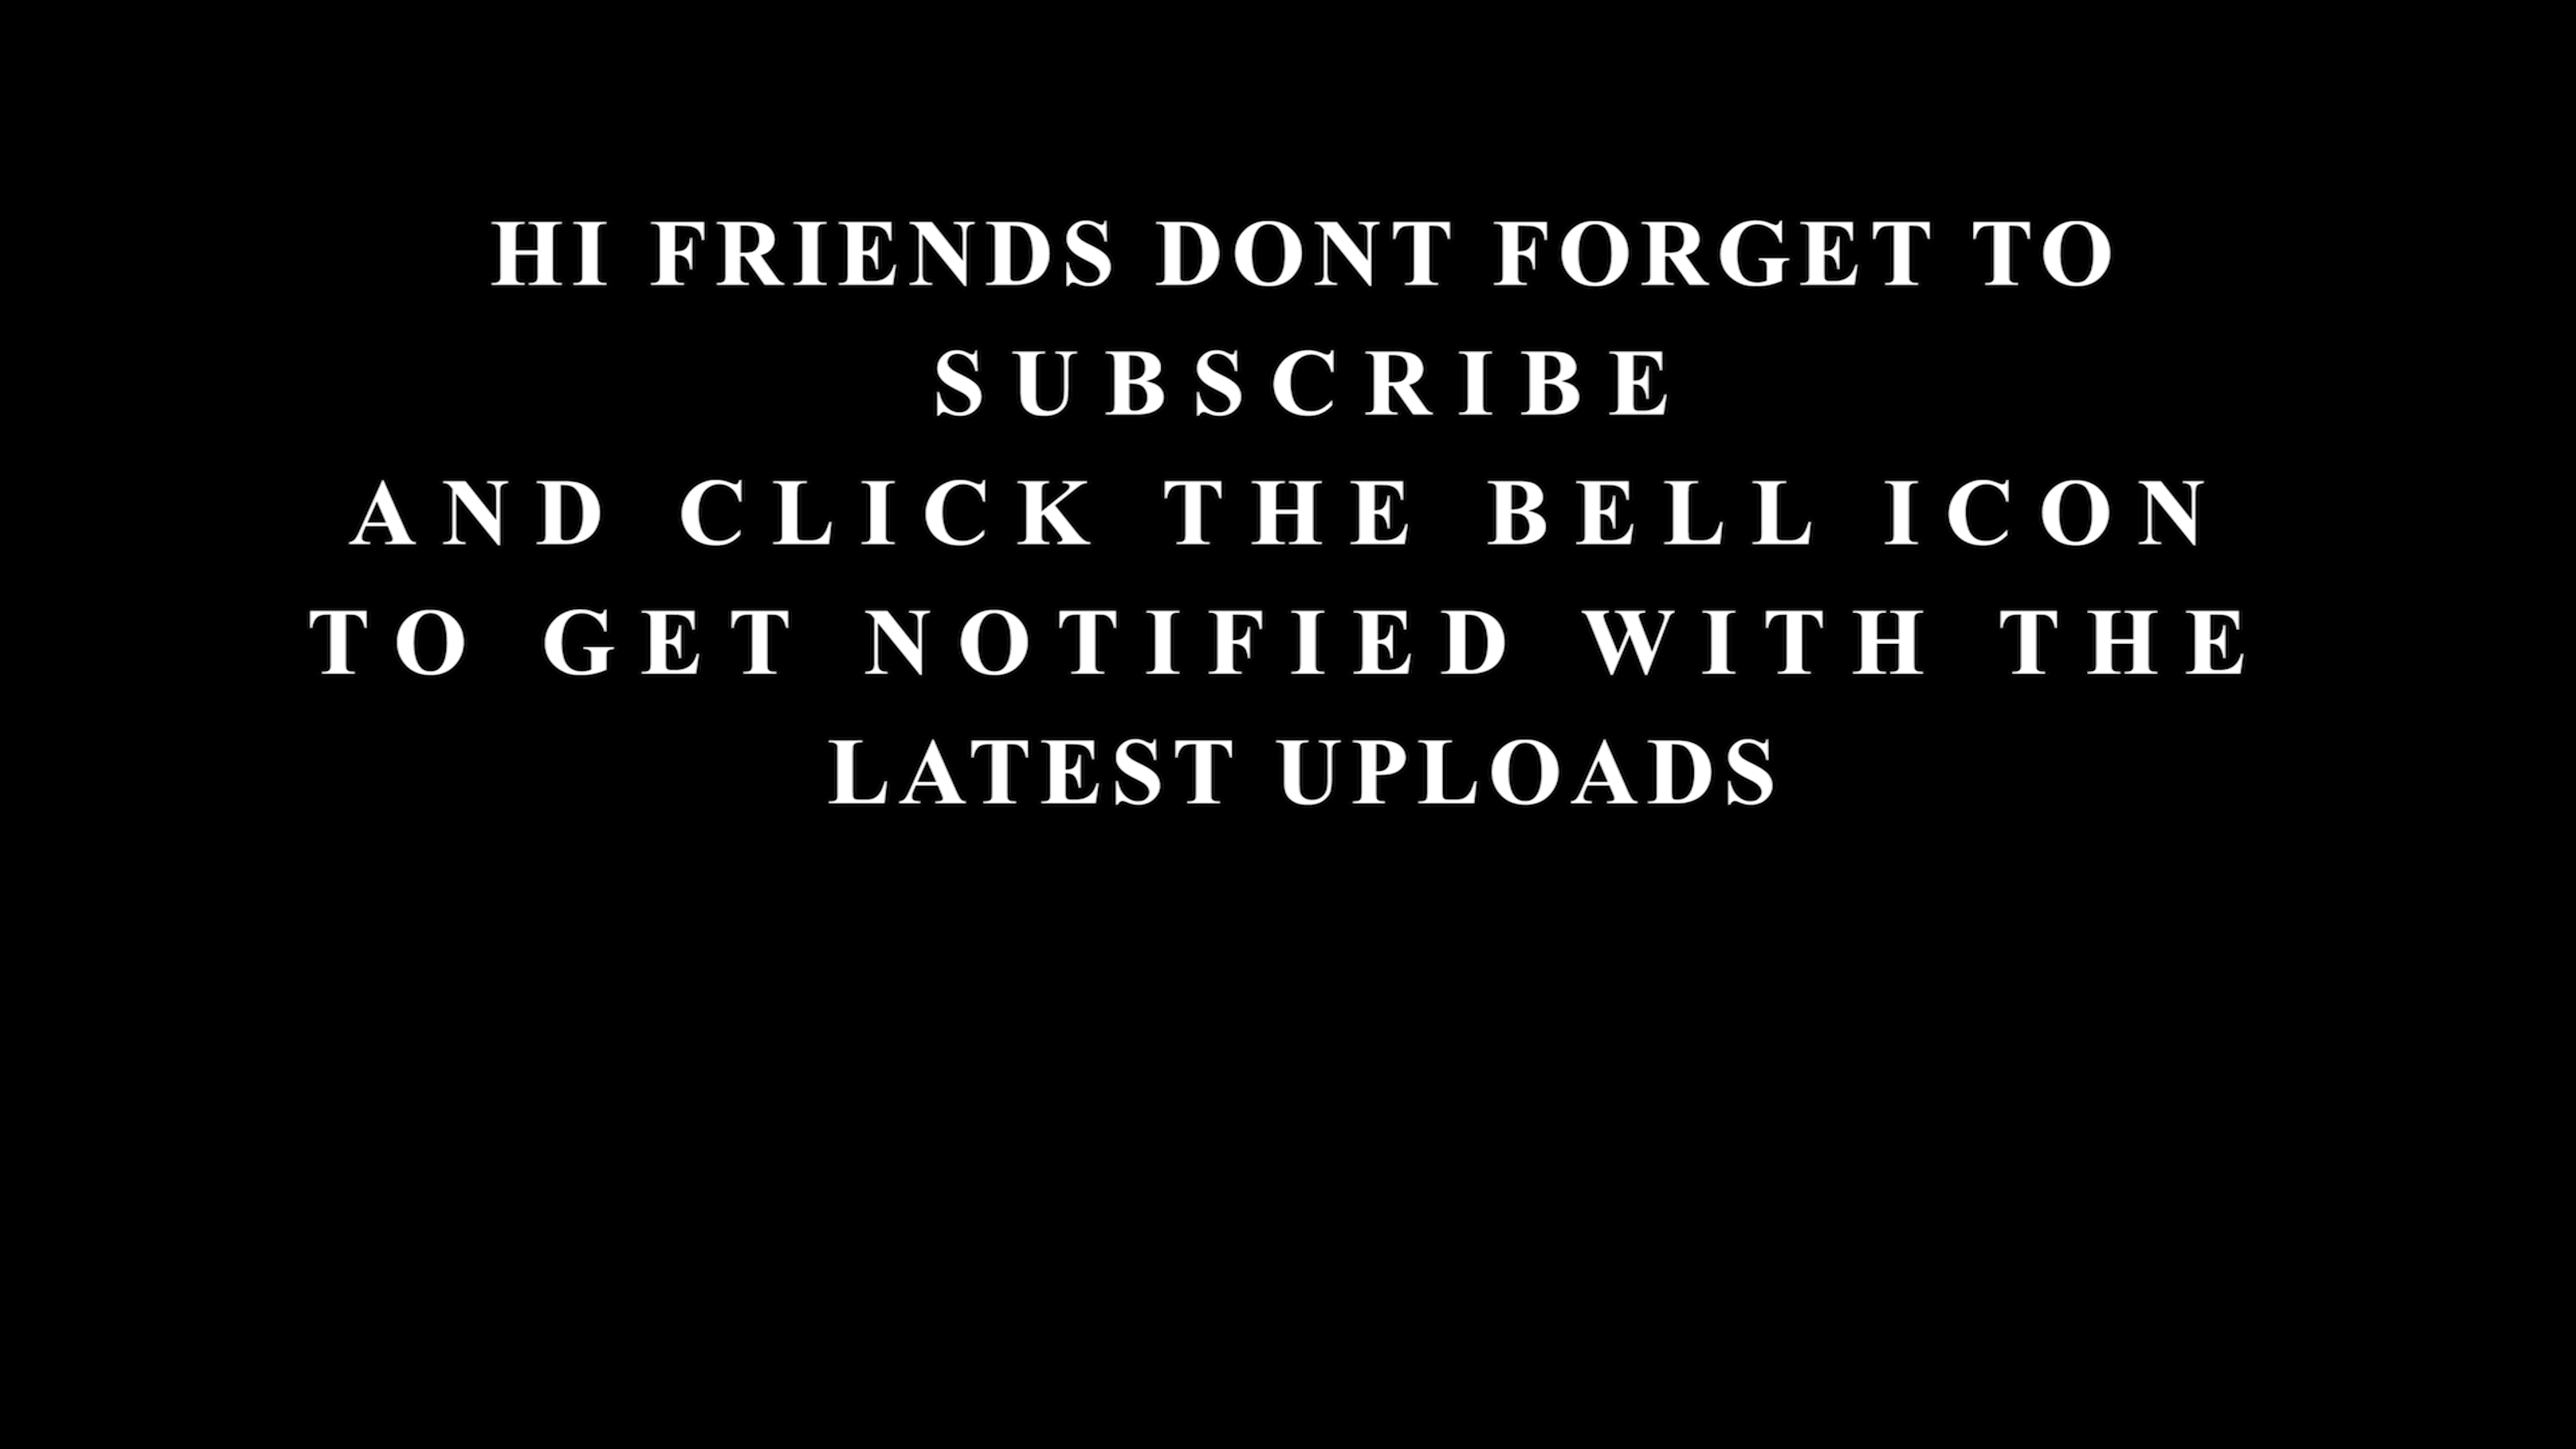 HI FRIENDS DONT FORGET TO
SUBSCRIBE
AND CLICK THE BELL ICON
TO GET NOTIFIED WITH THE
LATEST UPLOADS